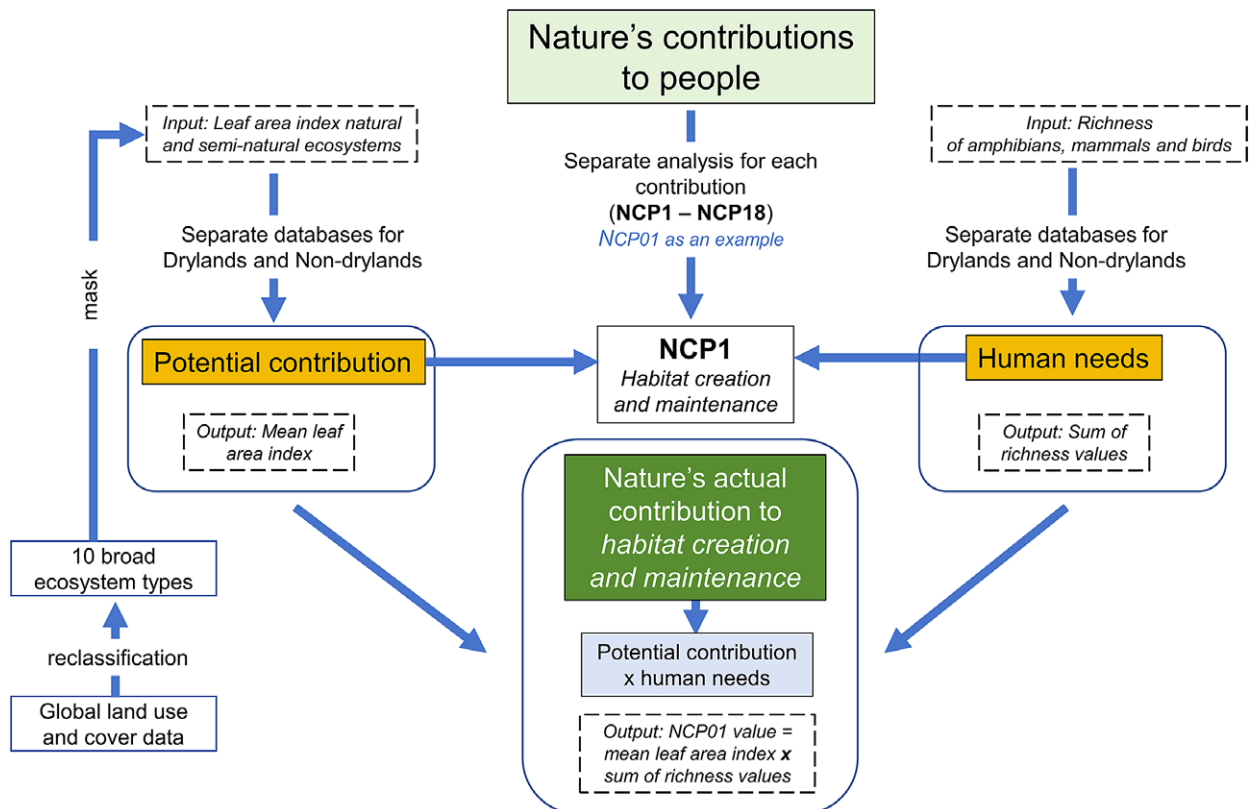 Nature's contributions
to people
Input: Leaf area index natural
and semi-natural ecosystems
Separate analysis for each
contribution
(NCP1 – NCP18)
NCP01 as an example
Input: Richness
of amphibians, mammals and birds
Separate databases for
Drylands and Non-drylands
Separate databases for
Drylands and Non-drylands
mask
Potential contribution
NCP1
Habitat creation
and maintenance
Human needs
Output: Mean leaf
area index
Output: Sum of
richness values
Nature's actual
contribution to
habitat creation
and maintenance
10 broad
ecosystem types
reclassification
Global land use
and cover data
Potential contribution
x human needs
Output: NCP01 value =
mean leaf area index x
sum of richness values